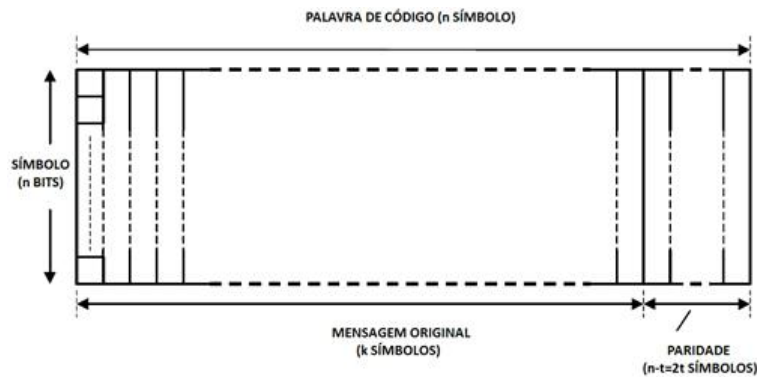 PALAVRA DE CÓDIGO (n SÍMBOLO)
SÍMBOLO
(n BITS)
MENSAGEM ORIGINAL
(k SÍMBOLOS)
PARIDADE
(n-t=2t SÍMBOLOS)